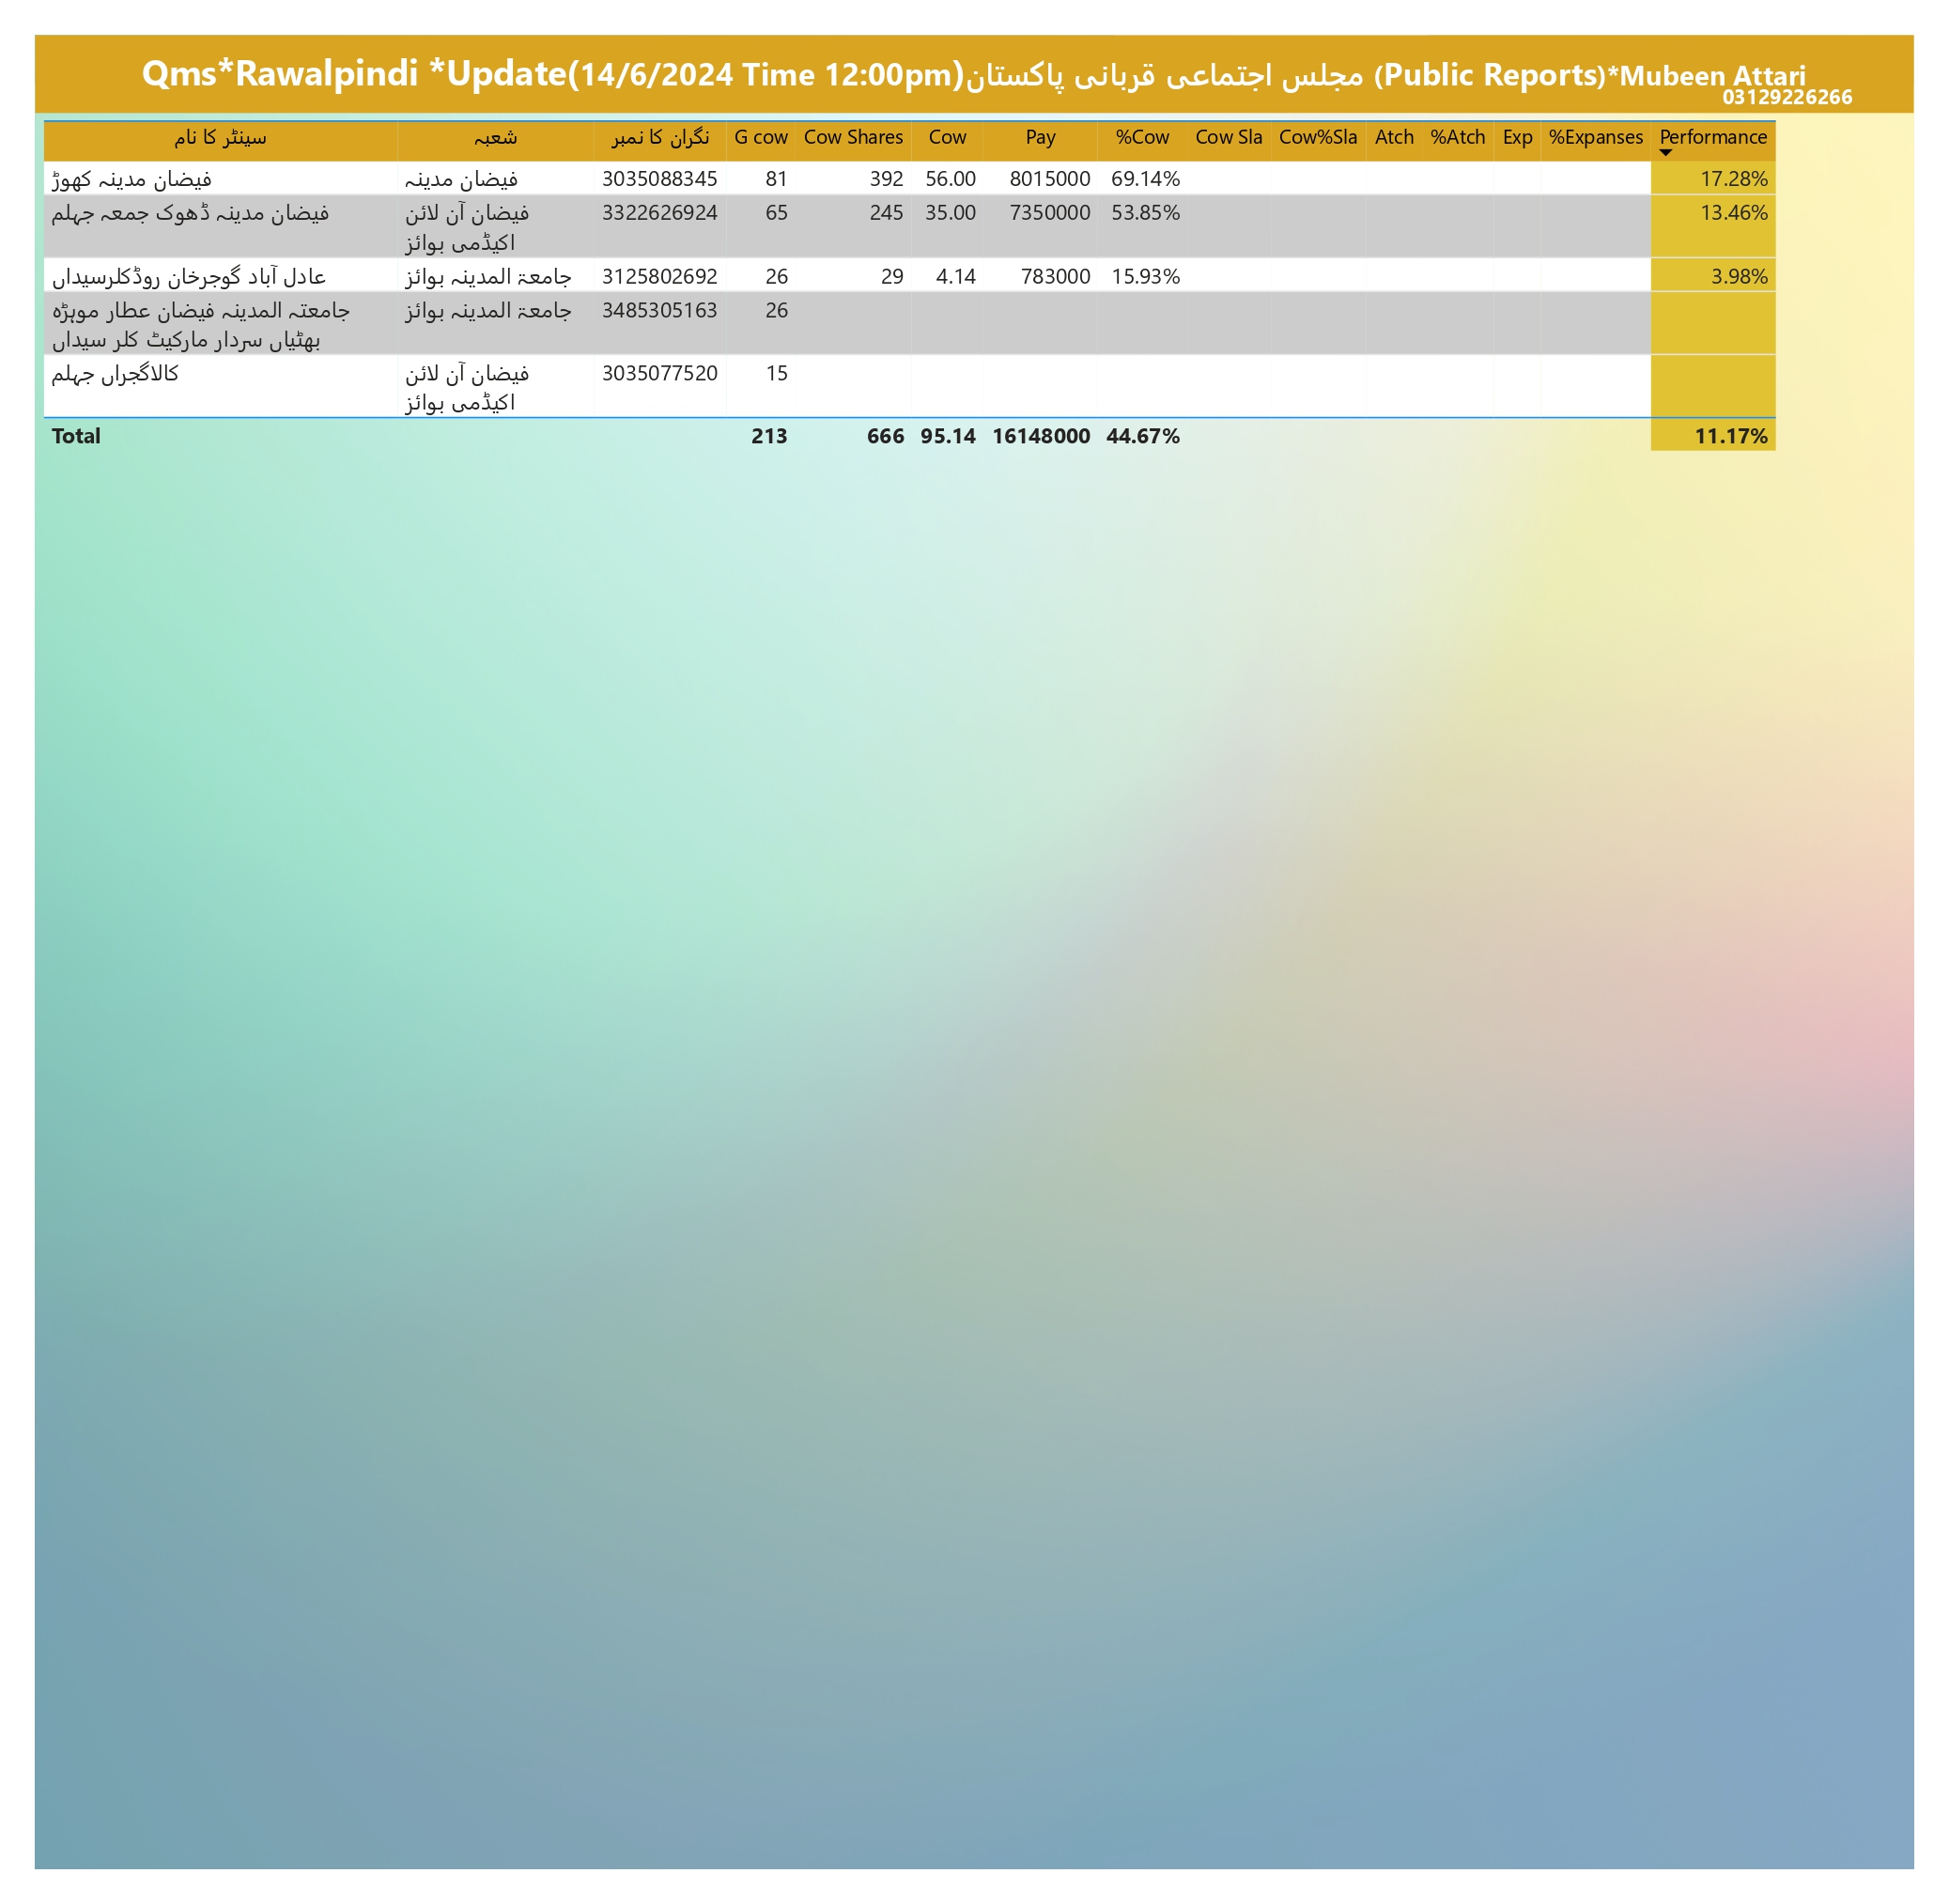 Qms*Rawalpindi *Update(14/6/2024 Time 12:00pm)مجلس اجتماعی قربانی پاکستان (Public Reports)*Mubeen Attari
03129226266
سینٹر کا نام شعبہ نگران کا نمبر G cow Cow Shares Cow Pay %Cow Cow Sla Cow%Sla Atch %Atch Exp %Expanses Performance
فیضان مدینہ کھوڑ فیضان مدینہ 3035088345 81 392 56.00 8015000 69.14% 17.28%
فیضان مدینہ ڈھوک جمعہ جہلم فیضان آن لائن 3322626924 65 245 35.00 7350000 53.85% 13.46%
اکیڈمی بوائز
عادل آباد گوجرخان روڈکلرسیداں جامعۃ المدینہ بوائز 3125802692 26 29 4.14 783000 15.93% 3.98%
جامعتہ المدینہ فیضان عطار موہڑہ جامعۃ المدینہ بوائز 3485305163 26
بھٹیاں سردار مارکیٹ کلر سیداں
کالاگجراں جہلم فیضان آن لائن 3035077520 15
اکیڈمی بوائز
Total 213 666 95.14 16148000 44.67% 11.17%